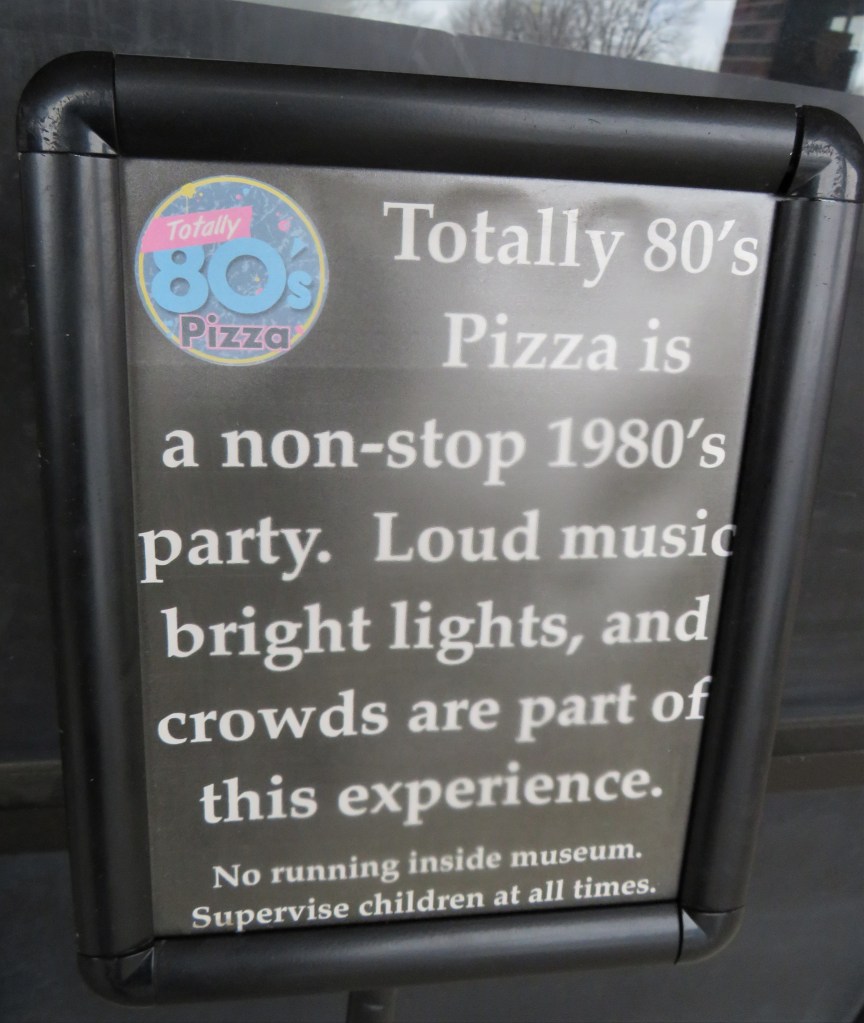 Totally
80's
Pizza
Totally 80's
Pizza is
a non-stop 1980's
party. Loud music
bright lights, and
crowds are part of
this experience.
No running inside museum.
Supervise children at all times.